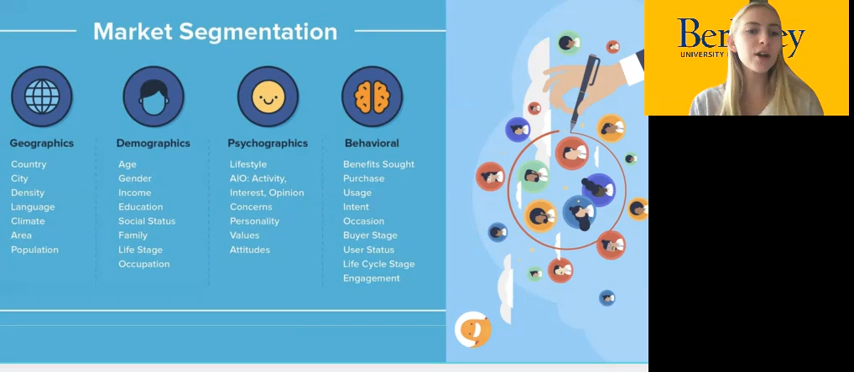 Market Segmentation
Geographics
Country
City
Density
Language
Climate
Area
Population
Demographics
Age
Gender
Income
Education
Social Status
Family
Life Stage
Occupation
Psychographics
Lifestyle
AIO: Activity,
Interest, Opinion
Concerns
Personality
Values
Attitudes
Behavioral
Benefits Sought
Purchase
Usage
Intent
Occasion
Buyer Stage
User Status
Life Cycle Stage
Engagement
UNIVERSITY